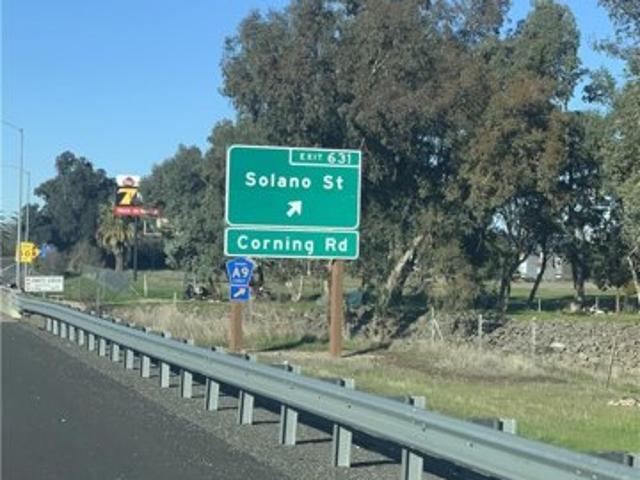 EXIT 631
Solano St
Corning Rd
A9
7